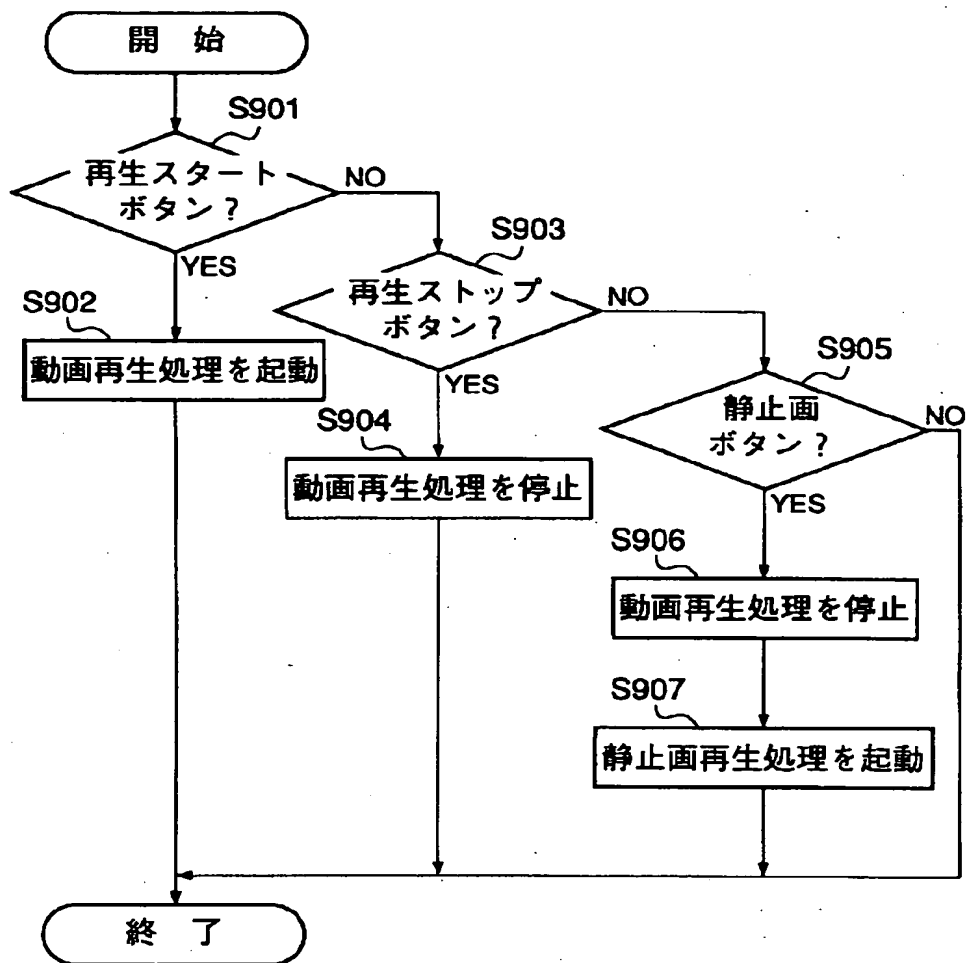 開 始
S901
再生スタート
ボタン?
NO
YES
S903
再生ストップ
ボタン?
NO
YES
S902
動画再生処理を起動
S905
静止画
ボタン?
NO
YES
S904
動画再生処理を停止
S906
動画再生処理を停止
S907
静止画再生処理を起動
終 了